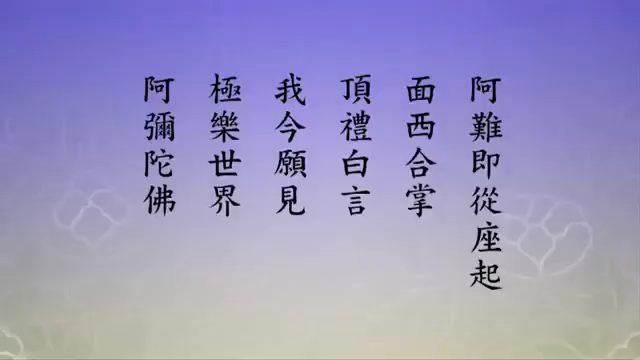 阿難即從座起
面西合掌
頂禮白言
我今願見
極樂世界
阿彌陀佛